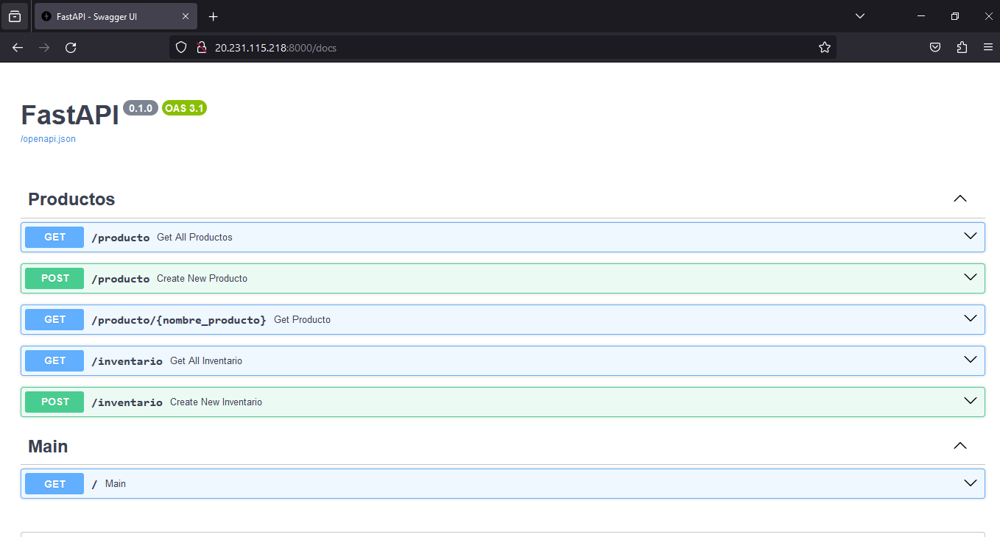 FastAPI - Swagger UI
20.231.115.218:8000/docs
FastAPI 0.1.0 OAS 3.1
/openapi.json
Productos
GET /producto Get All Productos
POST /producto Create New Producto
GET /producto/{nombre_producto} Get Producto
GET /inventario Get All Inventario
POST /inventario Create New Inventario
Main
GET / Main